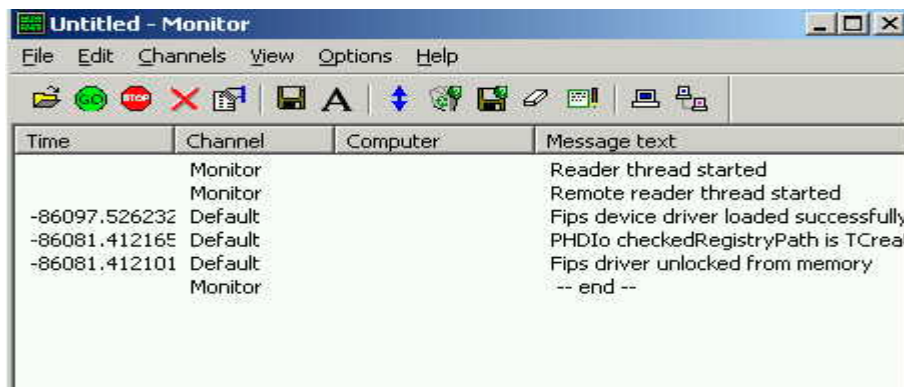 Untitled - Monitor
File Edit Channels View Options Help
GO STOP A
Time Channel Computer Message text
Monitor Reader thread started
Monitor Remote reader thread started
-86097.526232 Default Fips device driver loaded successfully
-86081.412165 Default PHDIo checkedRegistryPath is TCrea
-86081.412101 Default Fips driver unlocked from memory
Monitor -- end --